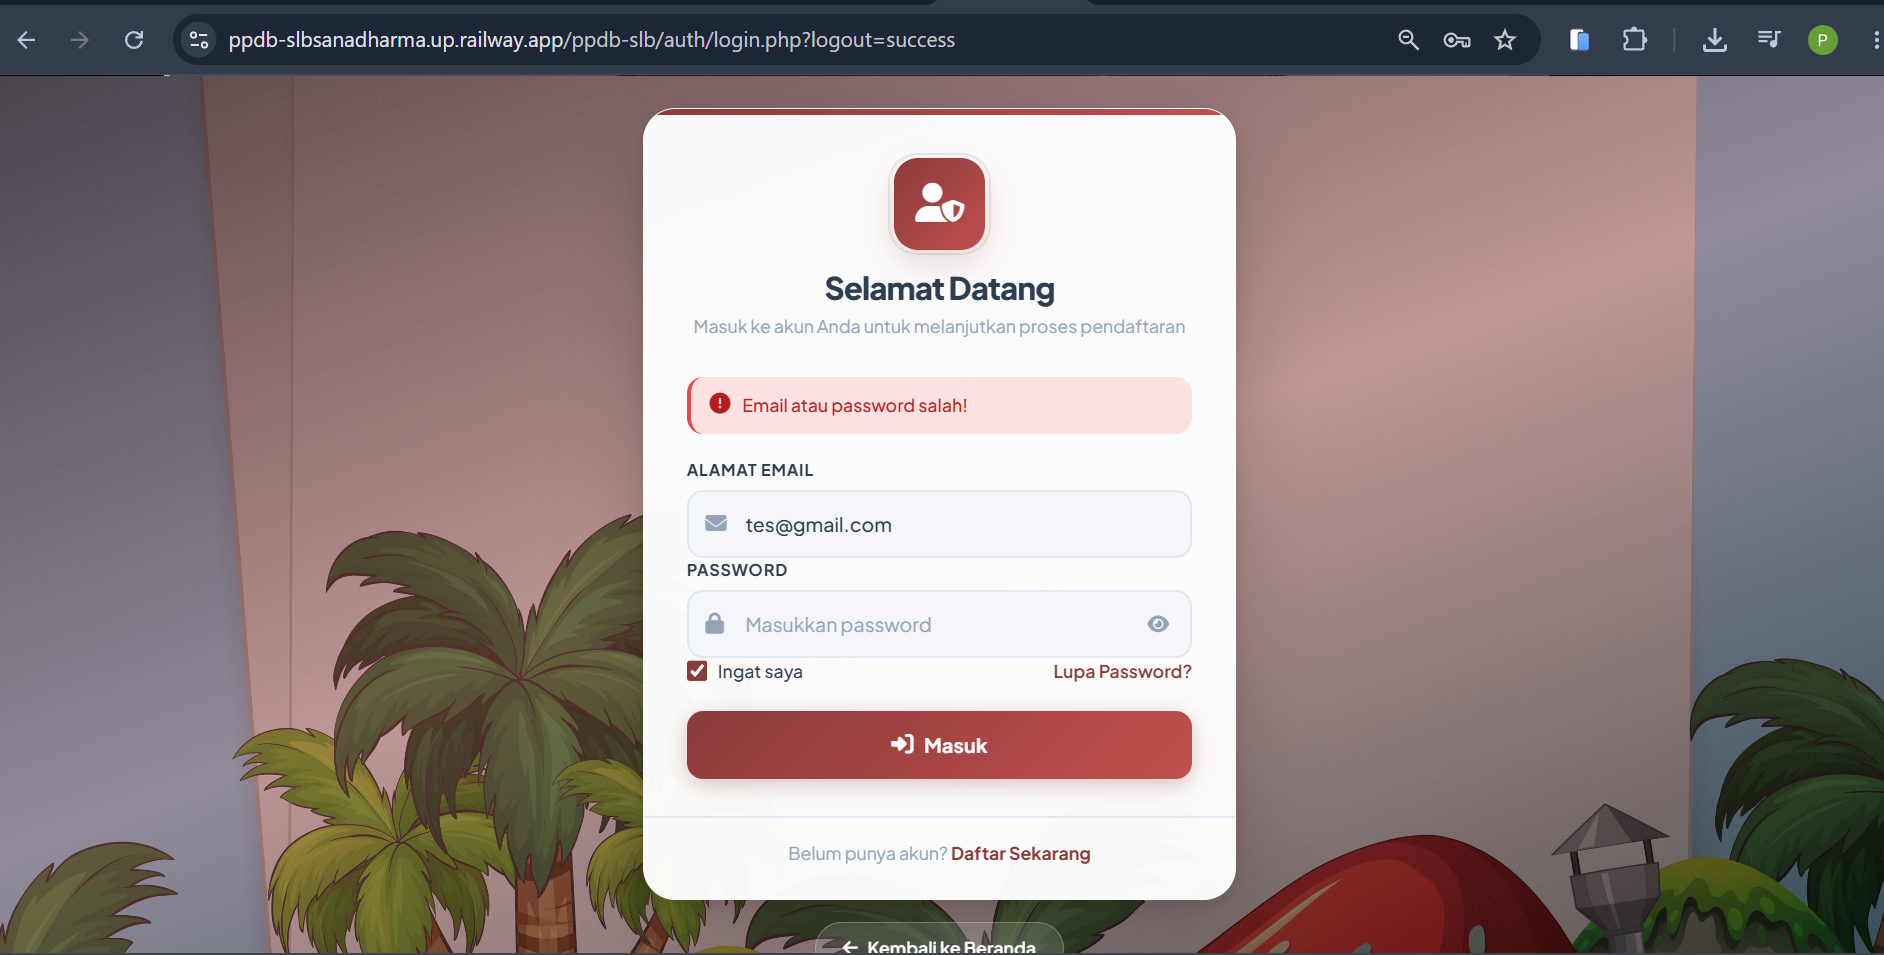 ppdb-slbsanadharma.up.railway.app/ppdb-slb/auth/login.php?logout=success
P
Selamat Datang
Masuk ke akun Anda untuk melanjutkan proses pendaftaran
Email atau password salah!
ALAMAT EMAIL
tes@gmail.com
PASSWORD
Masukkan password
Ingat saya
Lupa Password?
Masuk
Belum punya akun? Daftar Sekarang
Kembali ke Beranda